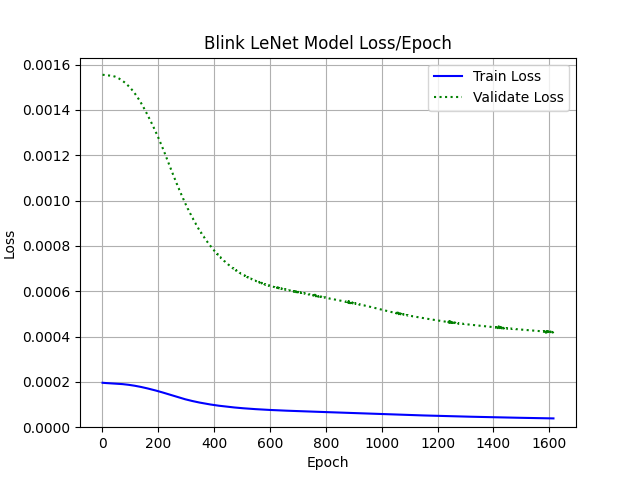 Blink LeNet Model Loss/Epoch
Train Loss
Validate Loss
0.0016
0.0014
0.0012
0.0010
0.0008
0.0006
0.0004
0.0002
0.0000
Loss
0 200 400 600 800 1000 1200 1400 1600
Epoch